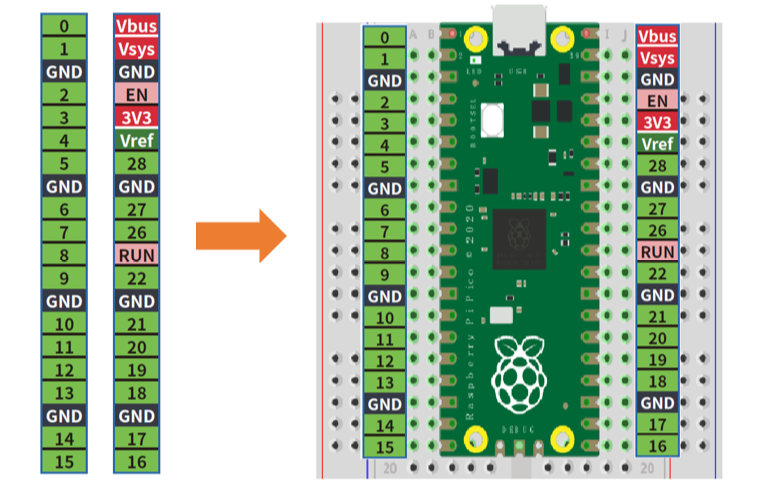 0 Vbus
1 Vsys
GND GND
2 EN
3 3V3
4 Vref
5 28
GND GND
6 27
7 26
8 RUN
9 22
GND GND
10 21
11 20
12 19
13 18
GND GND
14 17
15 16
A B I J
0 Vbus
1 Vsys
GND GND
2 EN
3 3V3
4 Vref
5 28
GND GND
6 27
7 26
8 RUN
9 22
GND GND
10 21
11 20
12 19
13 18
GND GND
14 17
15 16
LED USB
BOOTSEL
Raspberry Pi Pico © 2020
DEBUG
20 20